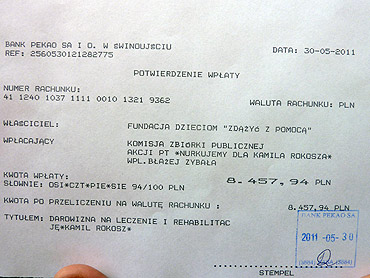 BANK PEKAO SA I O. W ŚWINOUJŚCIU
REF: 2560530121282775
DATA: 30-05-2011
POTWIERDZENIE WPŁATY
NUMER RACHUNKU:
41 1240 1037 1111 0010 1321 9362
WALUTA RACHUNKU: PLN
WŁAŚCICIEL: FUNDACJA DZIECIOM "ZDĄŻYĆ Z POMOCĄ"
WPŁACAJĄCY KOMISJA ZBIÓRKI PUBLICZNEJ
AKCJI PT *NURKUJEMY DLA KAMILA ROKOSZA*
WPL.BŁAŻEJ ZYBAŁA
KWOTA WPŁATY: 8.457,94 PLN
SŁOWNIE: OSI*CZT*PIE*SIE 94/100 PLN
KWOTA PO PRZELICZENIU NA WALUTĘ RACHUNKU : 8.457,94 PLN
TYTUŁEM: DAROWIZNA NA LECZENIE I REHABILITAC
JĘ*KAMIL ROKOSZ*
BANK PEKAO SA
2011 -05- 30
STEMPEL